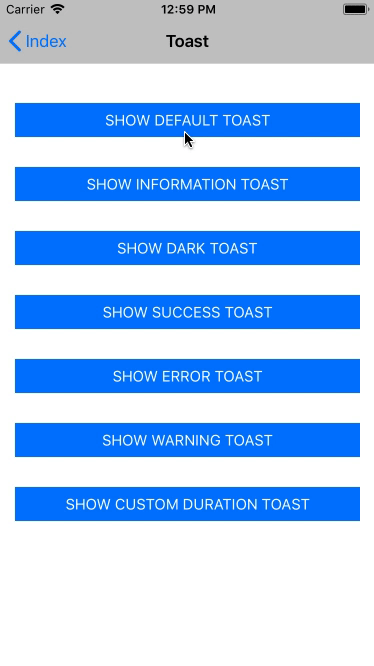 Carrier 12:59 PM
Index Toast
SHOW DEFAULT TOAST
SHOW INFORMATION TOAST
SHOW DARK TOAST
SHOW SUCCESS TOAST
SHOW ERROR TOAST
SHOW WARNING TOAST
SHOW CUSTOM DURATION TOAST